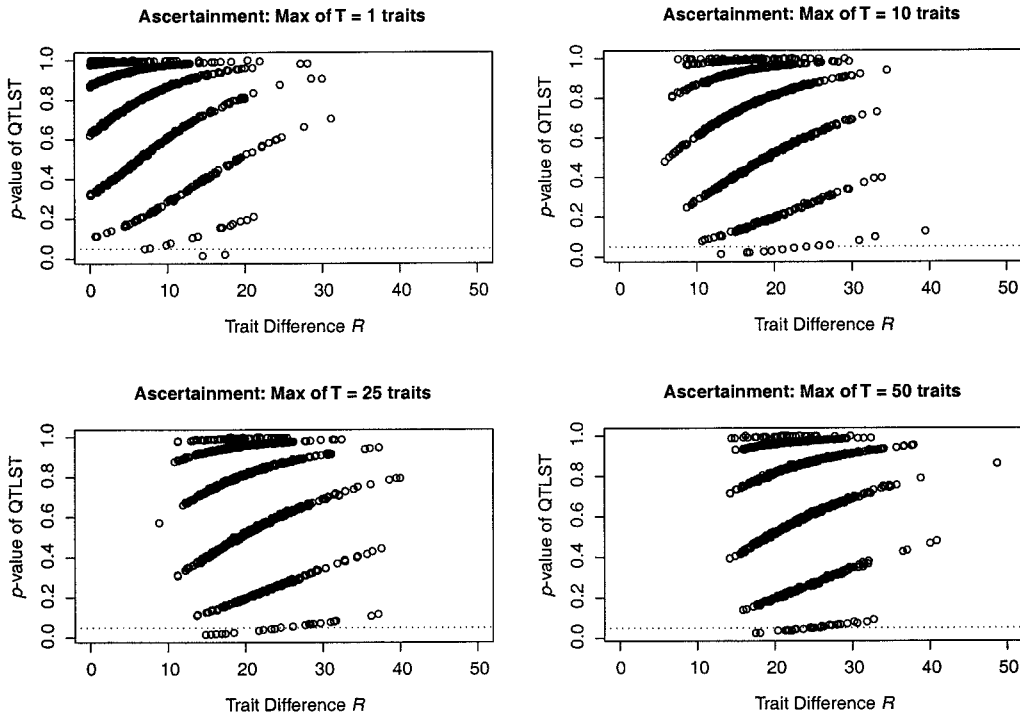 Ascertainment: Max of T = 1 traits
p-value of QTLST
0.0 0.2 0.4 0.6 0.8 1.0
0 10 20 30 40 50
Trait Difference R
Ascertainment: Max of T = 10 traits
p-value of QTLST
0.0 0.2 0.4 0.6 0.8 1.0
0 10 20 30 40 50
Trait Difference R
Ascertainment: Max of T = 25 traits
p-value of QTLST
0.0 0.2 0.4 0.6 0.8 1.0
0 10 20 30 40 50
Trait Difference R
Ascertainment: Max of T = 50 traits
p-value of QTLST
0.0 0.2 0.4 0.6 0.8 1.0
0 10 20 30 40 50
Trait Difference R